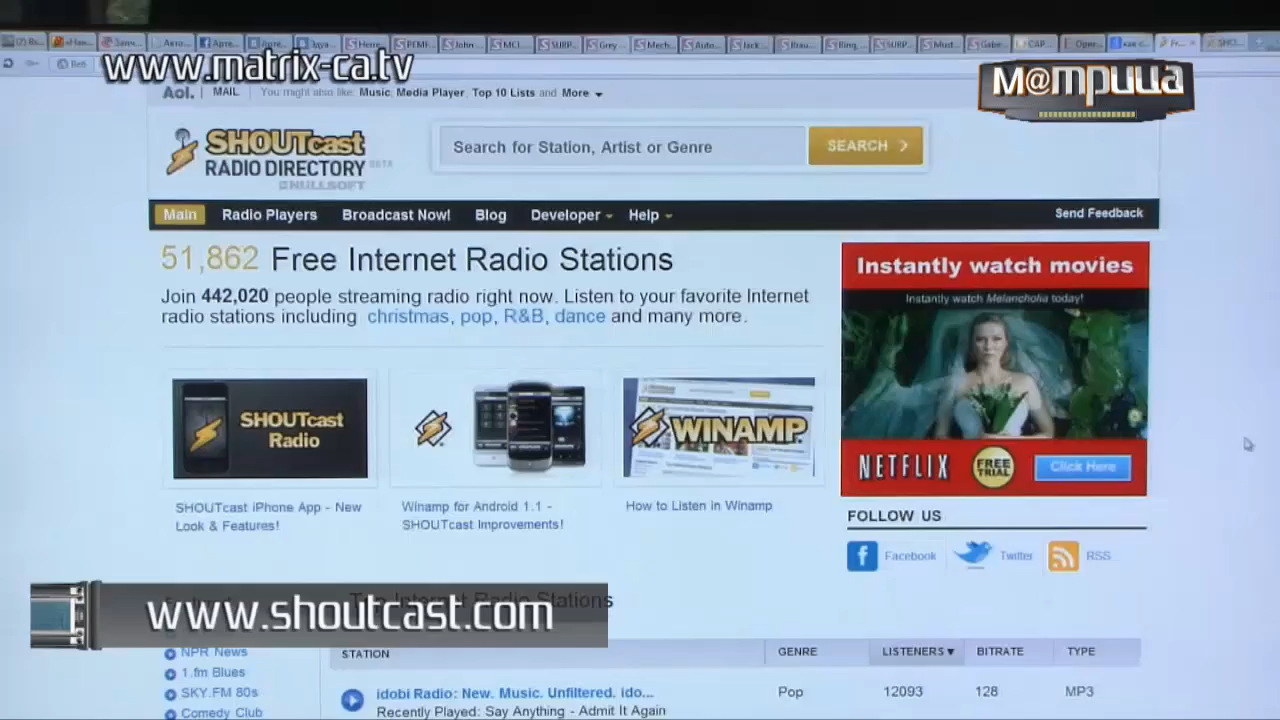 www.matrix-ca.tv
М@трица
Aol. | MAIL You might also like: Music, Media Player, Top 10 Lists and More
SHOUTcast
RADIO DIRECTORY BETA
NULLSOFT
Search for Station, Artist or Genre
SEARCH
Main Radio Players Broadcast Now! Blog Developer Help Send Feedback
51,862 Free Internet Radio Stations
Join 442,020 people streaming radio right now. Listen to your favorite Internet
radio stations including christmas, pop, R&B, dance and many more.
Instantly watch movies
Instantly watch Melancholia today!
SHOUTcast
Radio
WINAMP
NETFLIX
FREE
TRIAL
Click Here
SHOUTcast iPhone App - New
Look & Features!
Winamp for Android 1.1 -
SHOUTcast Improvements!
How to Listen in Winamp
FOLLOW US
Facebook
Twitter
RSS
Top Internet Radio Stations
www.shoutcast.com
NPR News
1.fm Blues
SKY.FM 80s
Comedy Club
STATION GENRE LISTENERS▼ BITRATE TYPE
idobi Radio: New. Music. Unfiltered. ido... Pop 12093 128 MP3
Recently Played: Say Anything - Admit It Again